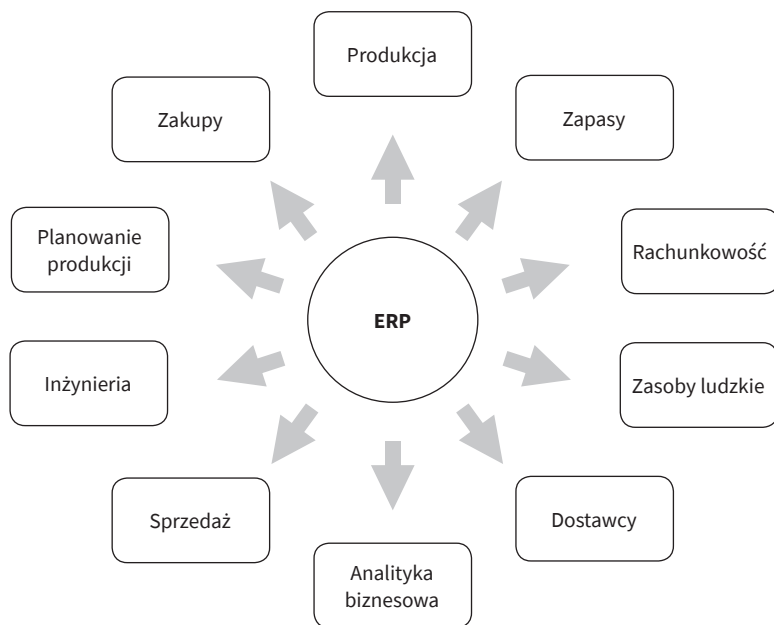 Produkcja
Zakupy
Zapasy
Planowanie
produkcji
Rachunkowość
ERP
Inżynieria
Zasoby ludzkie
Sprzedaż
Dostawcy
Analityka
biznesowa